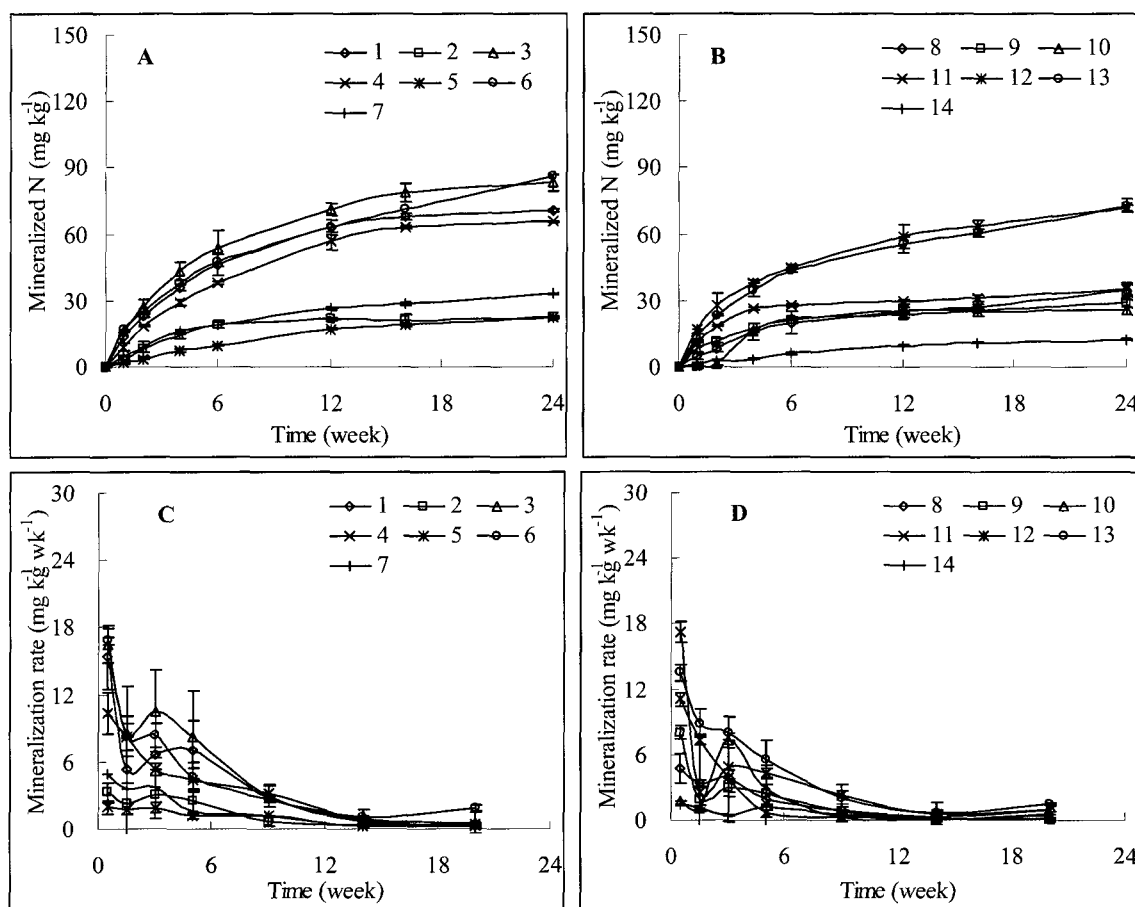 A
1 2 3
4 5 6
7
Mineralized N (mg kg⁻¹)
150
120
90
60
30
0
0 6 12 18 24
Time (week)
B
8 9 10
11 12 13
14
Mineralized N (mg kg⁻¹)
150
120
90
60
30
0
0 6 12 18 24
Time (week)
C
1 2 3
4 5 6
7
Mineralization rate (mg kg⁻¹ wk⁻¹)
30
24
18
12
6
0
0 6 12 18 24
Time (week)
D
8 9 10
11 12 13
14
Mineralization rate (mg kg⁻¹ wk⁻¹)
30
24
18
12
6
0
0 6 12 18 24
Time (week)